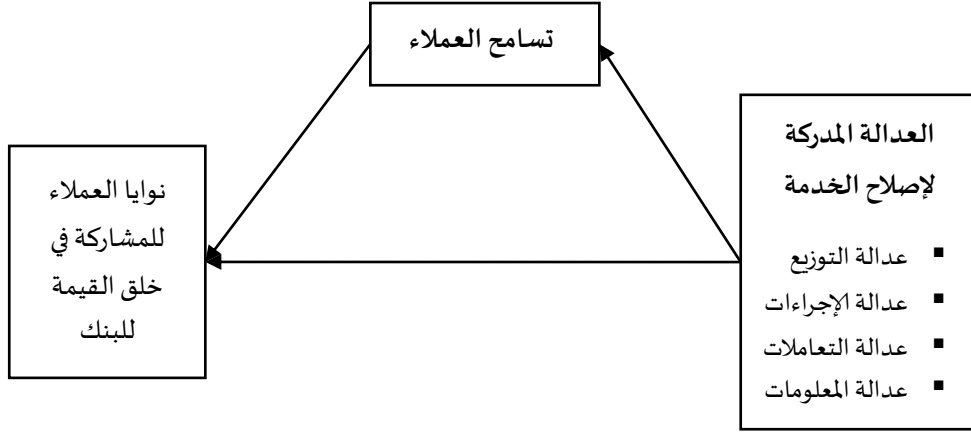 تسامح العملاء
العدالة المدركة
لإصلاح الخدمة
▪ عدالة التوزيع
▪ عدالة الإجراءات
▪ عدالة التعاملات
▪ عدالة المعلومات
نوايا العملاء
للمشاركة في
خلق القيمة
للبنك